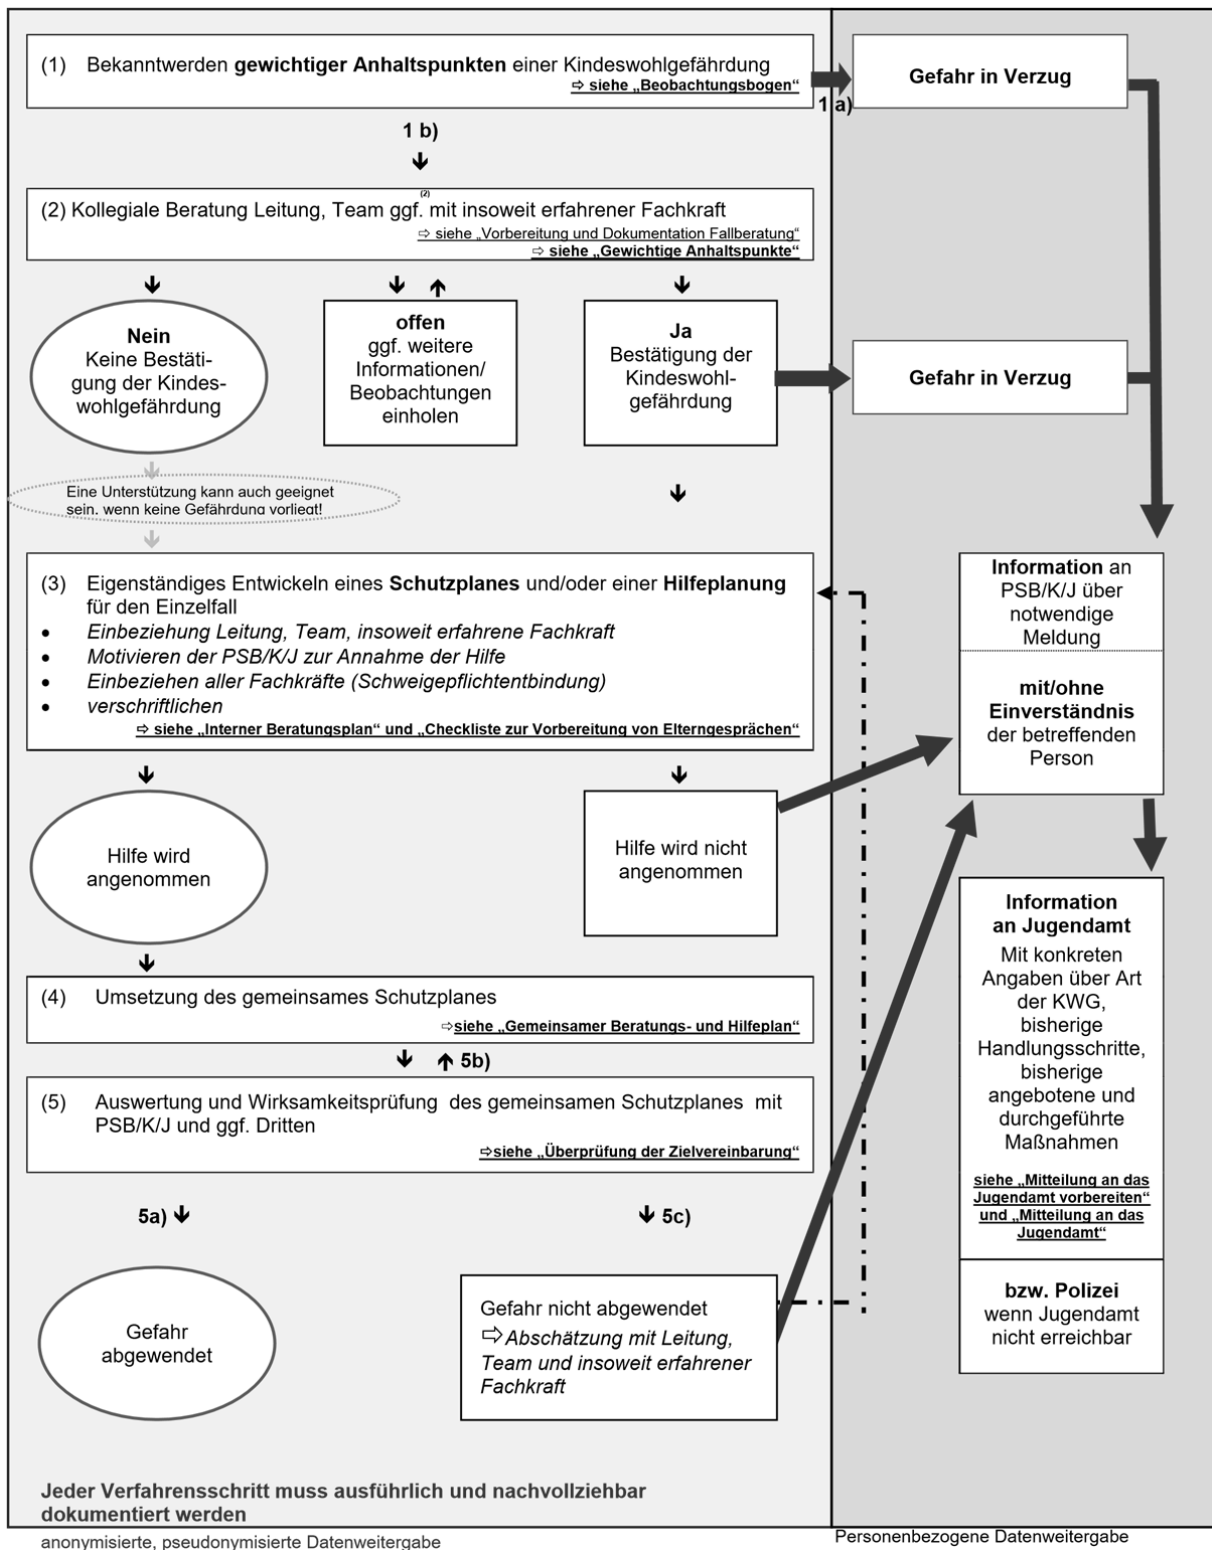 (1) Bekanntwerden gewichtiger Anhaltspunkten einer Kindeswohlgefährdung
⇨ siehe „Beobachtungsbogen“
1 a)
Gefahr in Verzug
1 b)
(2) Kollegiale Beratung Leitung, Team ggf. mit insoweit erfahrener Fachkraft
(2)
⇨ siehe „Vorbereitung und Dokumentation Fallberatung“
⇨ siehe „Gewichtige Anhaltspunkte“
Nein
Keine Bestäti-
gung der Kindes-
wohlgefährdung
offen
ggf. weitere
Informationen/
Beobachtungen
einholen
Ja
Bestätigung der
Kindeswohl-
gefährdung
Gefahr in Verzug
Eine Unterstützung kann auch geeignet
sein, wenn keine Gefährdung vorliegt!
(3) Eigenständiges Entwickeln eines Schutzplanes und/oder einer Hilfeplanung
für den Einzelfall
• Einbeziehung Leitung, Team, insoweit erfahrene Fachkraft
• Motivieren der PSB/K/J zur Annahme der Hilfe
• Einbeziehen aller Fachkräfte (Schweigepflichtentbindung)
• verschriftlichen
⇨ siehe „Interner Beratungsplan“ und „Checkliste zur Vorbereitung von Elterngesprächen“
Information an
PSB/K/J über
notwendige
Meldung
mit/ohne
Einverständnis
der betreffenden
Person
Hilfe wird
angenommen
Hilfe wird nicht
angenommen
(4) Umsetzung des gemeinsames Schutzplanes
⇨siehe „Gemeinsamer Beratungs- und Hilfeplan“
5b)
(5) Auswertung und Wirksamkeitsprüfung des gemeinsamen Schutzplanes mit
PSB/K/J und ggf. Dritten
⇨siehe „Überprüfung der Zielvereinbarung“
5a)
5c)
Gefahr
abgewendet
Gefahr nicht abgewendet
⇨ Abschätzung mit Leitung,
Team und insoweit erfahrener
Fachkraft
Information
an Jugendamt
Mit konkreten
Angaben über Art
der KWG,
bisherige
Handlungsschritte,
bisherige
angebotene und
durchgeführte
Maßnahmen
siehe „Mitteilung an das
Jugendamt vorbereiten“
und „Mitteilung an das
Jugendamt“
bzw. Polizei
wenn Jugendamt
nicht erreichbar
Jeder Verfahrensschritt muss ausführlich und nachvollziehbar
dokumentiert werden
anonymisierte, pseudonymisierte Datenweitergabe
Personenbezogene Datenweitergabe